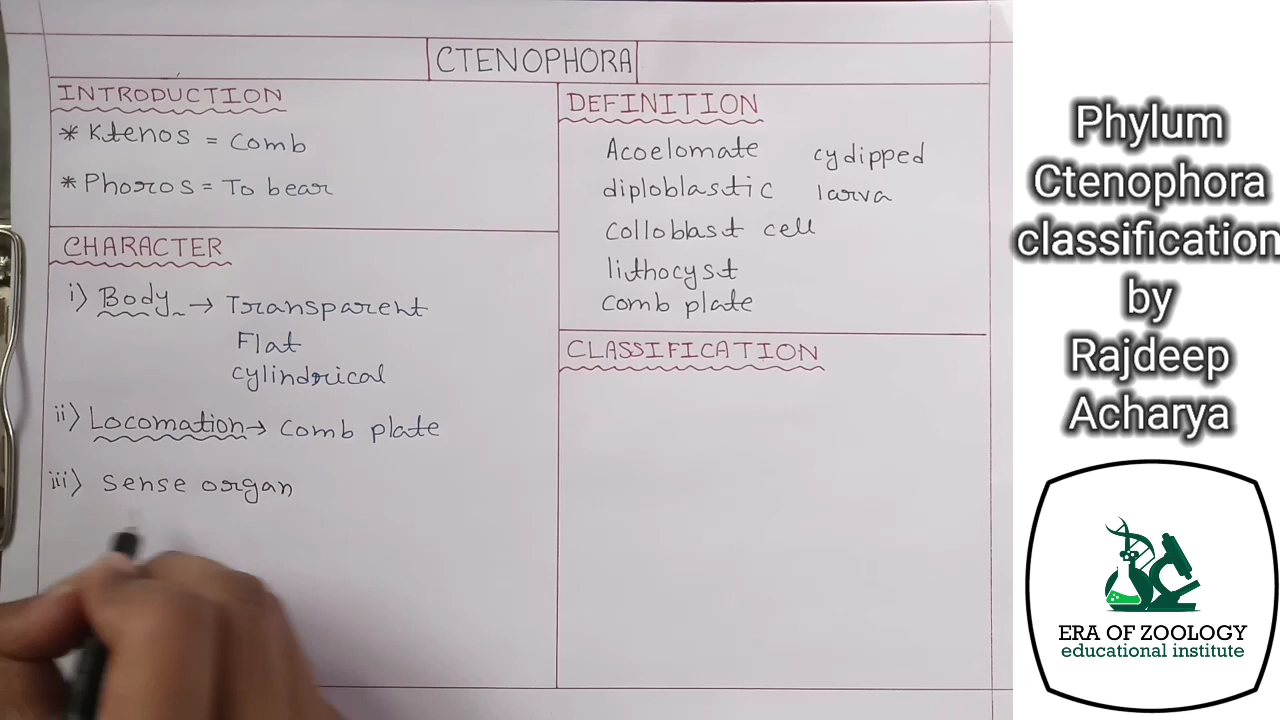 CTENOPHORA
INTRODUCTION
* Ktenos = Comb
* Phoros = To bear
CHARACTER
i) Body → Transparent
Flat
cylindrical
ii) Locomation → Comb plate
iii) Sense organ
DEFINITION
Acoelomate cydipped
diploblastic larva
colloblast cell
lithocyst
comb plate
CLASSIFICATION
Phylum
Ctenophora
classification
by
Rajdeep
Acharya
ERA OF ZOOLOGY
educational institute